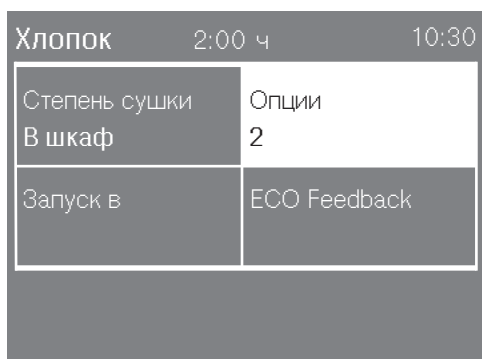 Хлопок 2:00 ч 10:30
Степень сушки Опции
В шкаф 2
Запуск в ECO Feedback